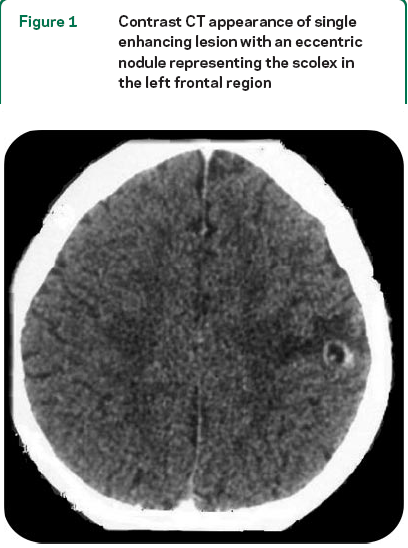 Figure 1
Contrast CT appearance of single
enhancing lesion with an eccentric
nodule representing the scolex in
the left frontal region